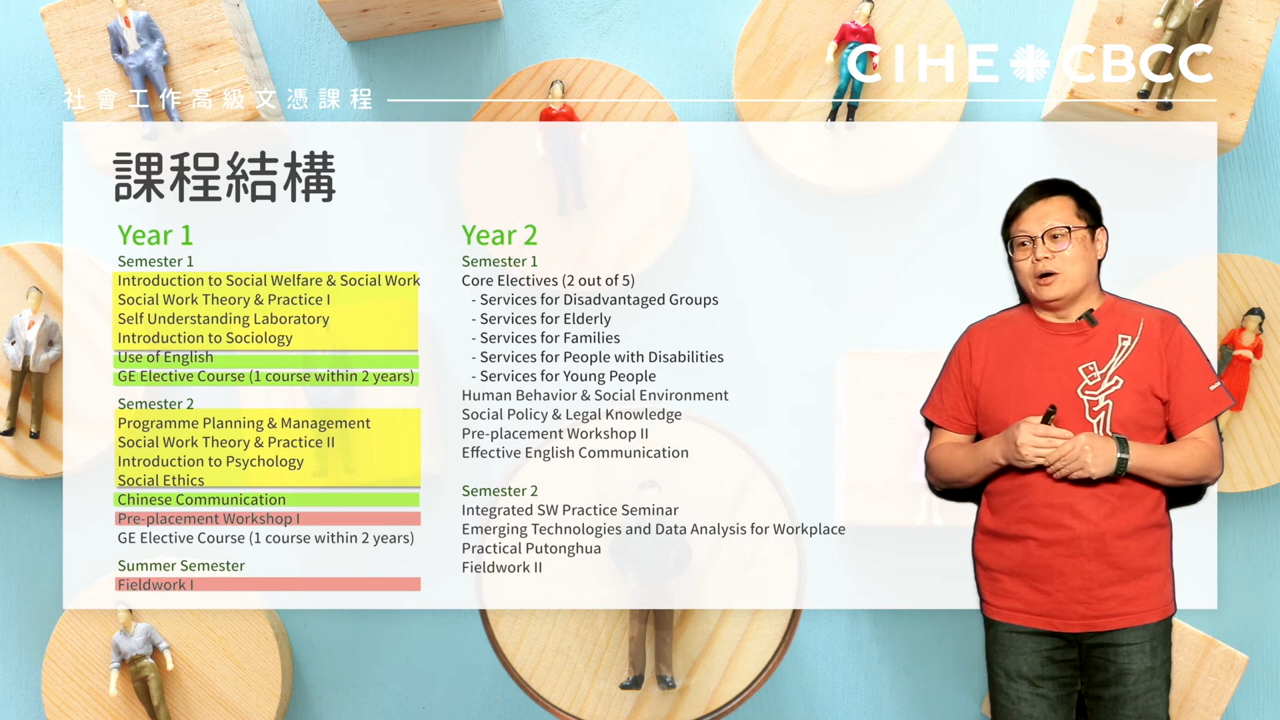 CIHE CBCC
社會工作高級文憑課程
課程結構
Year 1
Semester 1
Introduction to Social Welfare & Social Work
Social Work Theory & Practice I
Self Understanding Laboratory
Introduction to Sociology
Use of English
GE Elective Course (1 course within 2 years)
Semester 2
Programme Planning & Management
Social Work Theory & Practice II
Introduction to Psychology
Social Ethics
Chinese Communication
Pre-placement Workshop I
GE Elective Course (1 course within 2 years)
Summer Semester
Fieldwork I
Year 2
Semester 1
Core Electives (2 out of 5)
- Services for Disadvantaged Groups
- Services for Elderly
- Services for Families
- Services for People with Disabilities
- Services for Young People
Human Behavior & Social Environment
Social Policy & Legal Knowledge
Pre-placement Workshop II
Effective English Communication
Semester 2
Integrated SW Practice Seminar
Emerging Technologies and Data Analysis for Workplace
Practical Putonghua
Fieldwork II